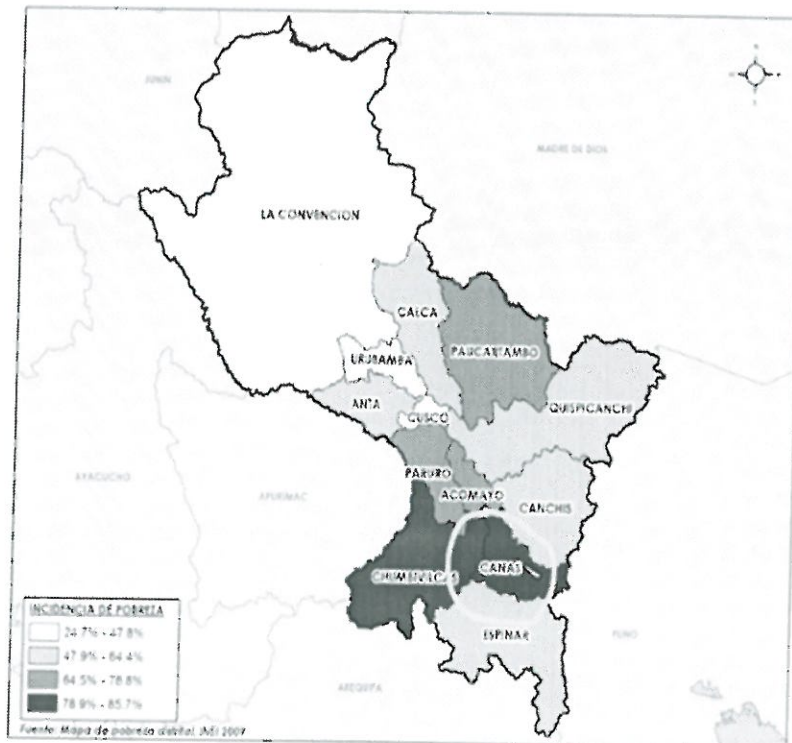 JUNIN
MADRE DE DIOS
LA CONVENCION
CALCA
PAUCARTAMBO
URUBAMBA
ANTA
CUSCO
QUISPICANCHI
AYACUCHO
APURIMAC
PARURO
ACOMAYO
CANCHIS
CHUMBIVILCAS
CANAS
ESPINAR
PUNO
AREQUIPA
INCIDENCIA DE POBREZA
24.7% - 47.8%
47.9% - 64.4%
64.5% - 78.8%
78.9% - 85.7%
Fuente: Mapa de pobreza distrital. INEI 2009